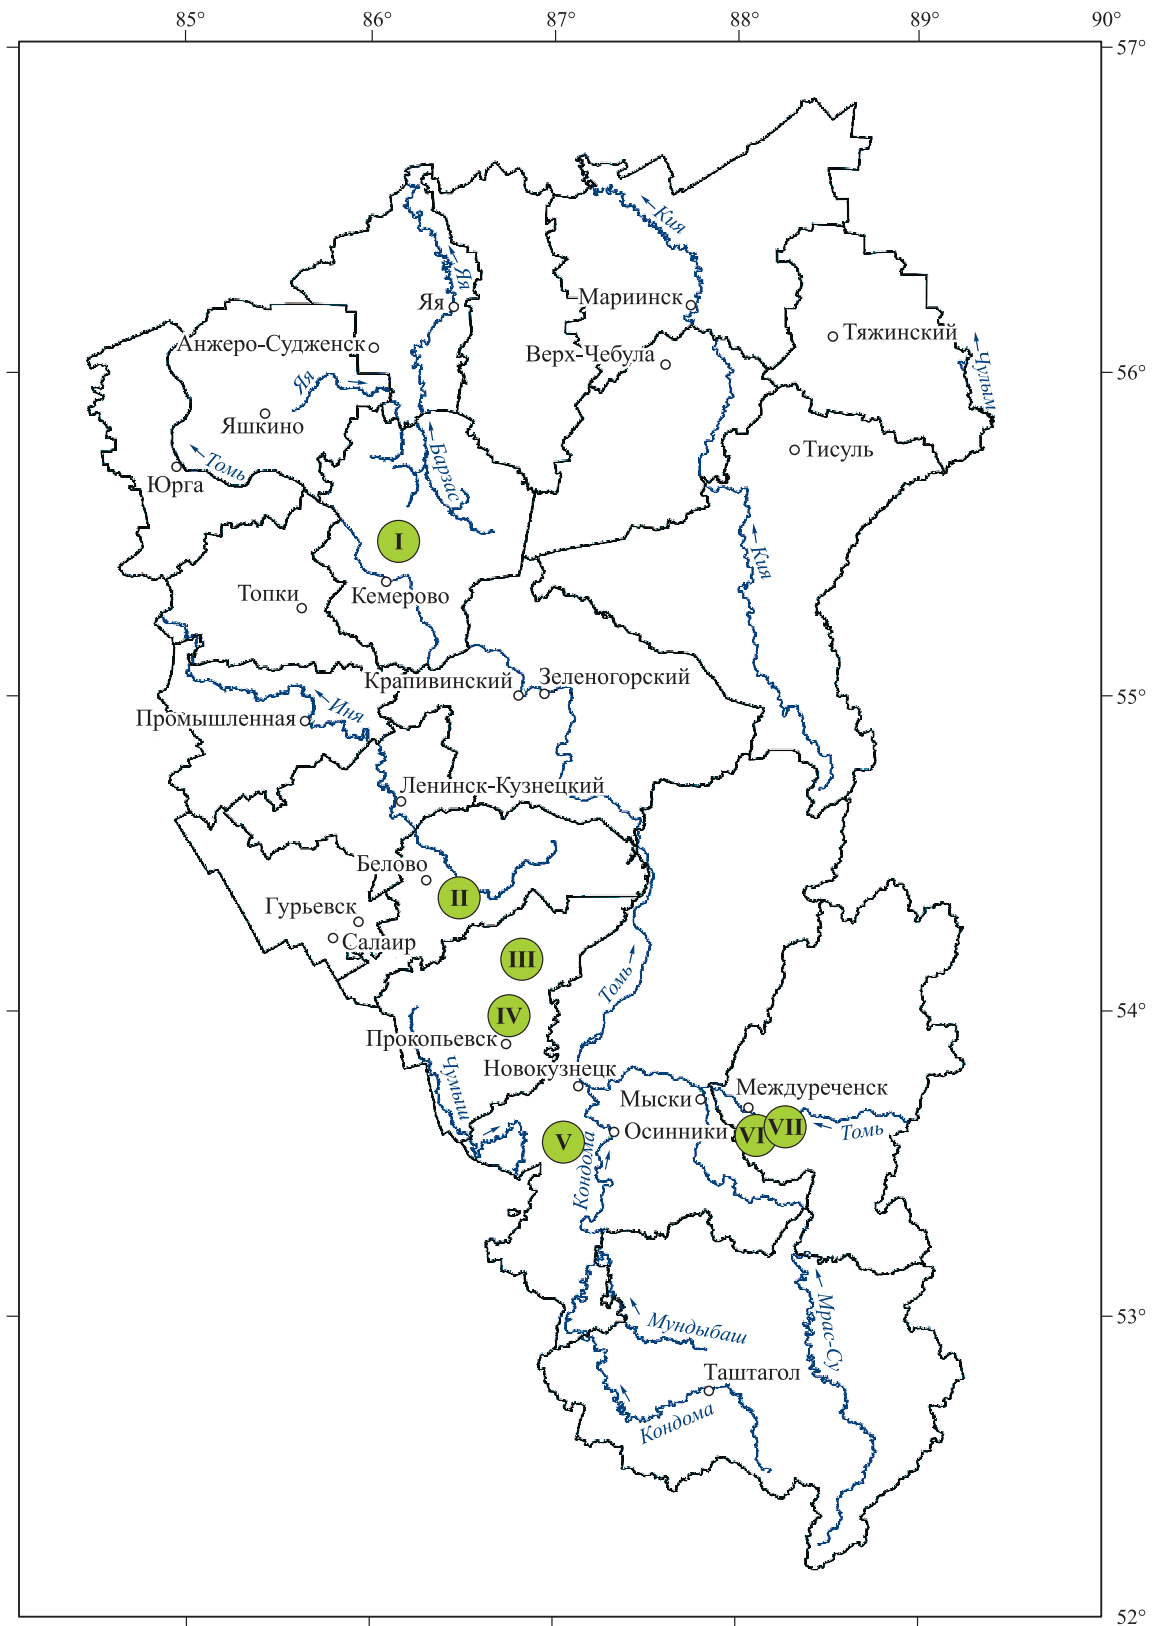 85° 86° 87° 88° 89° 90°
57°
Кия
Яя
Яя
Мариинск
Тяжинский
Анжеро-Судженск
Верх-Чебула
Чулым
56°
Яя
Яшкино
Тисуль
Томь
Барзас
Юрга
I
Кия
Топки
Кемерово
Крапивинский
Зеленогорский
55°
Иня
Промышленная
Ленинск-Кузнецкий
Белово
II
Гурьевск
Салаир
III
Томь
IV
54°
Прокопьевск
Новокузнецк
Чумыш
Мыски
Междуреченск
V
Осинники
VI
VII
Томь
Кондома
53°
Мундыбаш
Мрас-Су
Таштагол
Кондома
52°